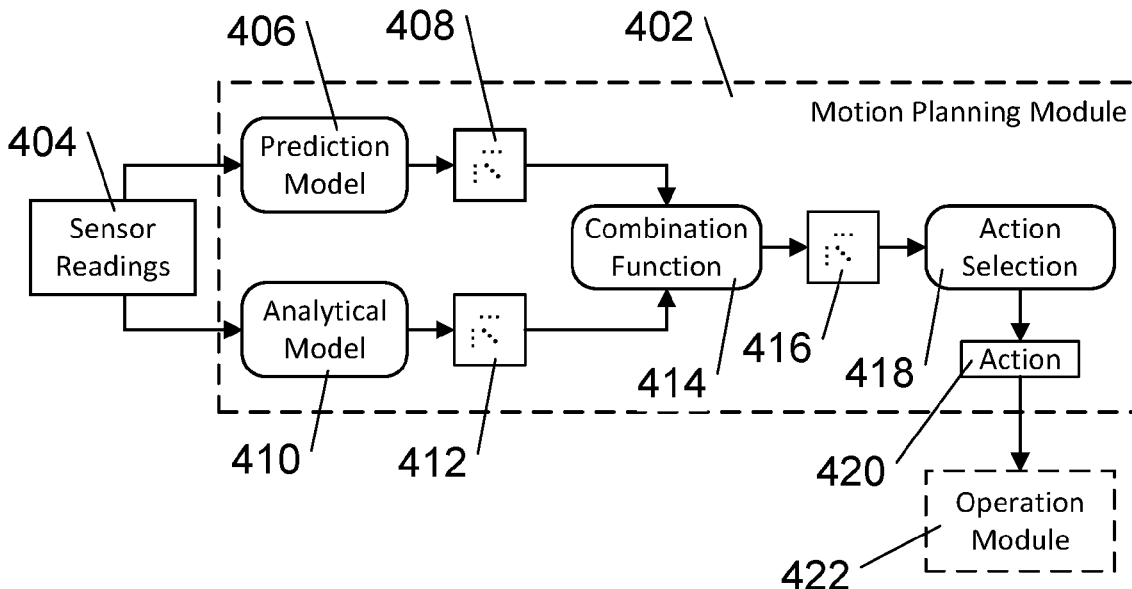 406
408
402
Motion Planning Module
404
Prediction
Model
Sensor
Readings
Combination
Function
Action
Selection
Analytical
Model
416
414
418
Action
410
412
420
Operation
Module
422